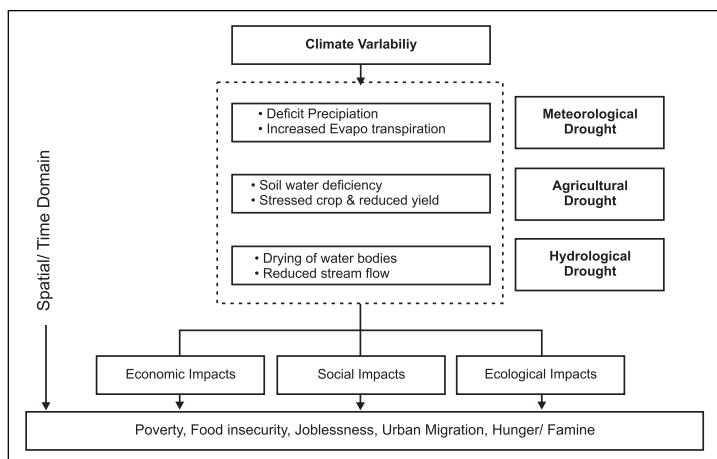 Climate Varlabiliy
• Deficit Precipiation
• Increased Evapo transpiration
Meteorological
Drought
• Soil water deficiency
• Stressed crop & reduced yield
Agricultural
Drought
• Drying of water bodies
• Reduced stream flow
Hydrological
Drought
Spatial/ Time Domain
Economic Impacts
Social Impacts
Ecological Impacts
Poverty, Food insecurity, Joblessness, Urban Migration, Hunger/ Famine